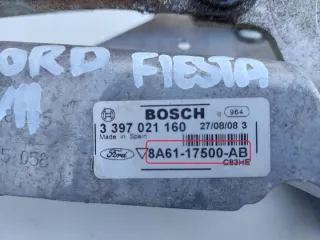 FORD FIESTA
BOSCH 964
3 397 021 160 27/08/08 3
Made in Spain
Ford 8A61-17500-AB
C83HE